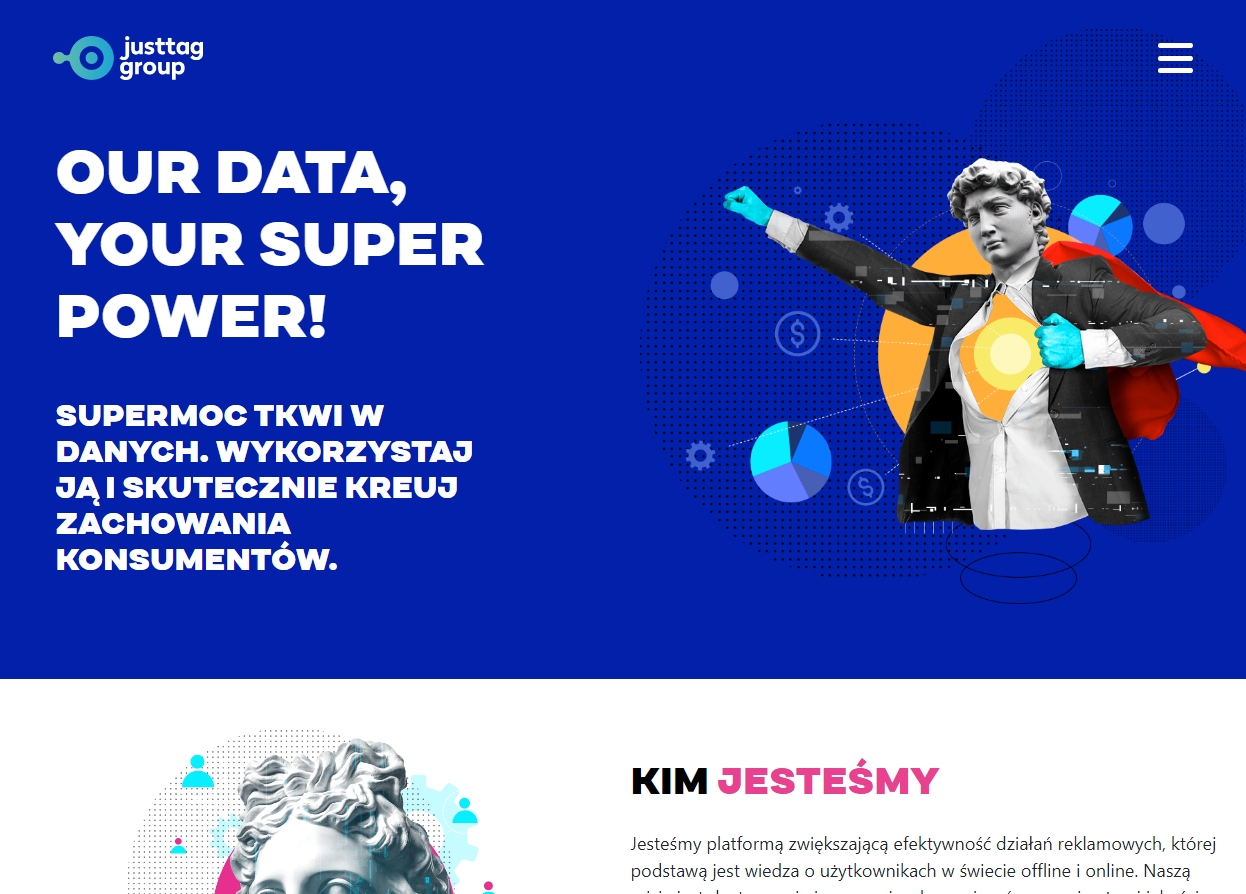 justtag
group
OUR DATA,
YOUR SUPER
POWER!
SUPERMOC TKWI W
DANYCH. WYKORZYSTAJ
JĄ I SKUTECZNIE KREUJ
ZACHOWANIA
KONSUMENTÓW.
KIM JESTEŚMY
Jesteśmy platformą zwiększającą efektywność działań reklamowych, której
podstawą jest wiedza o użytkownikach w świecie offline i online. Naszą